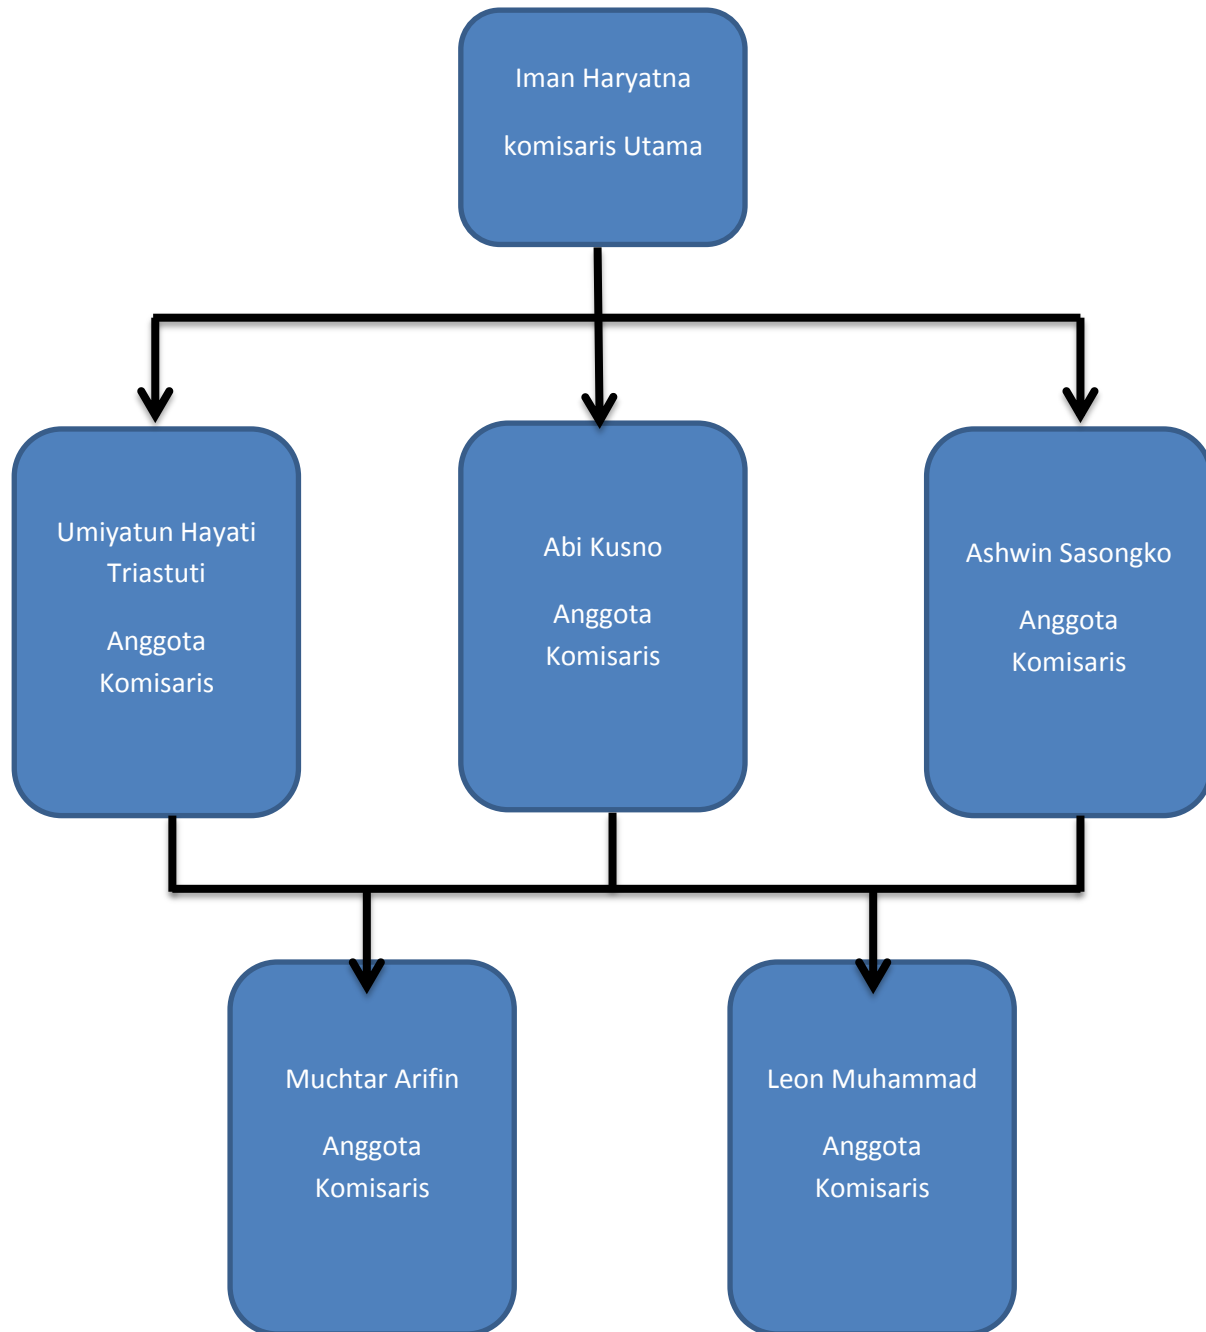 Iman Haryatna
komisaris Utama
Umiyatun Hayati
Triastuti
Anggota
Komisaris
Abi Kusno
Anggota
Komisaris
Ashwin Sasongko
Anggota
Komisaris
Muchtar Arifin
Anggota
Komisaris
Leon Muhammad
Anggota
Komisaris